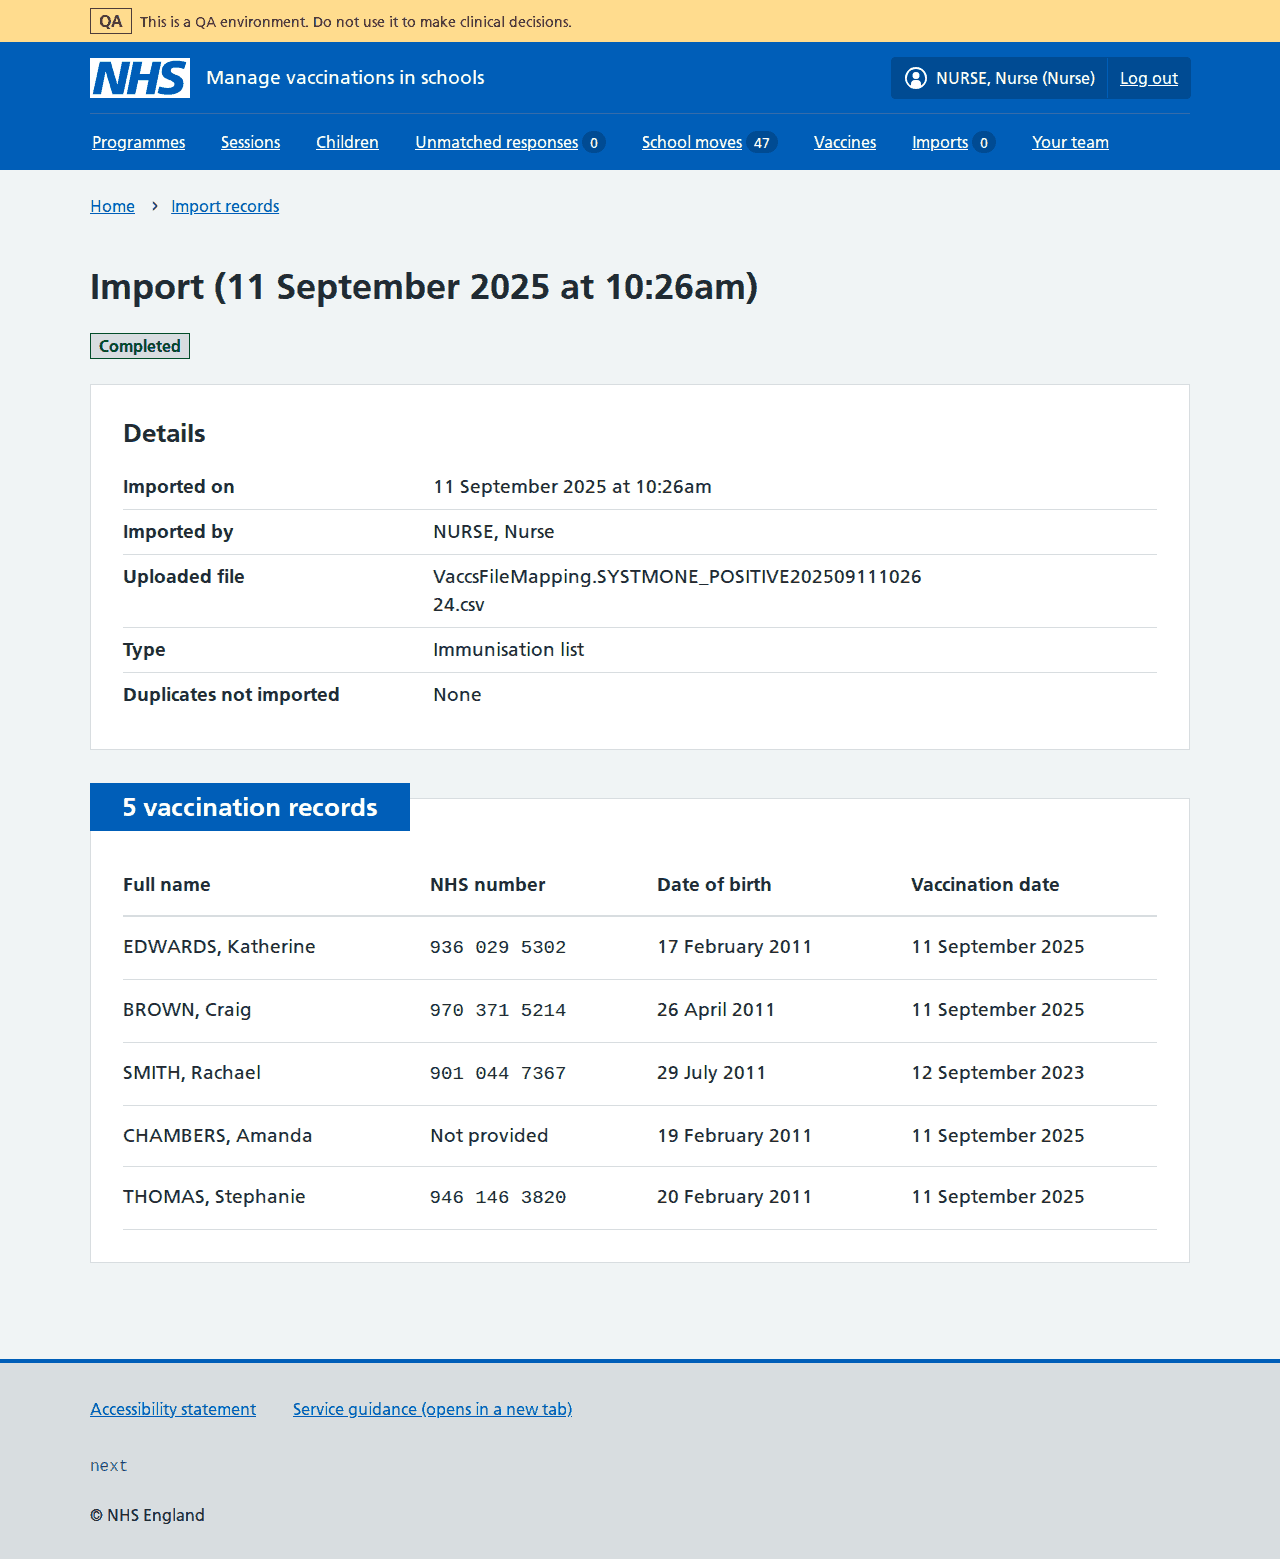 QA This is a QA environment. Do not use it to make clinical decisions.
NHS Manage vaccinations in schools NURSE, Nurse (Nurse) Log out
Programmes Sessions Children Unmatched responses 0 School moves 47 Vaccines Imports 0 Your team
Home > Import records
Import (11 September 2025 at 10:26am)
Completed
Details
Imported on 11 September 2025 at 10:26am
Imported by NURSE, Nurse
Uploaded file VaccsFileMapping.SYSTMONE_POSITIVE202509111026
24.csv
Type Immunisation list
Duplicates not imported None
5 vaccination records
Full name NHS number Date of birth Vaccination date
EDWARDS, Katherine 936 029 5302 17 February 2011 11 September 2025
BROWN, Craig 970 371 5214 26 April 2011 11 September 2025
SMITH, Rachael 901 044 7367 29 July 2011 12 September 2023
CHAMBERS, Amanda Not provided 19 February 2011 11 September 2025
THOMAS, Stephanie 946 146 3820 20 February 2011 11 September 2025
Accessibility statement Service guidance (opens in a new tab)
next
© NHS England